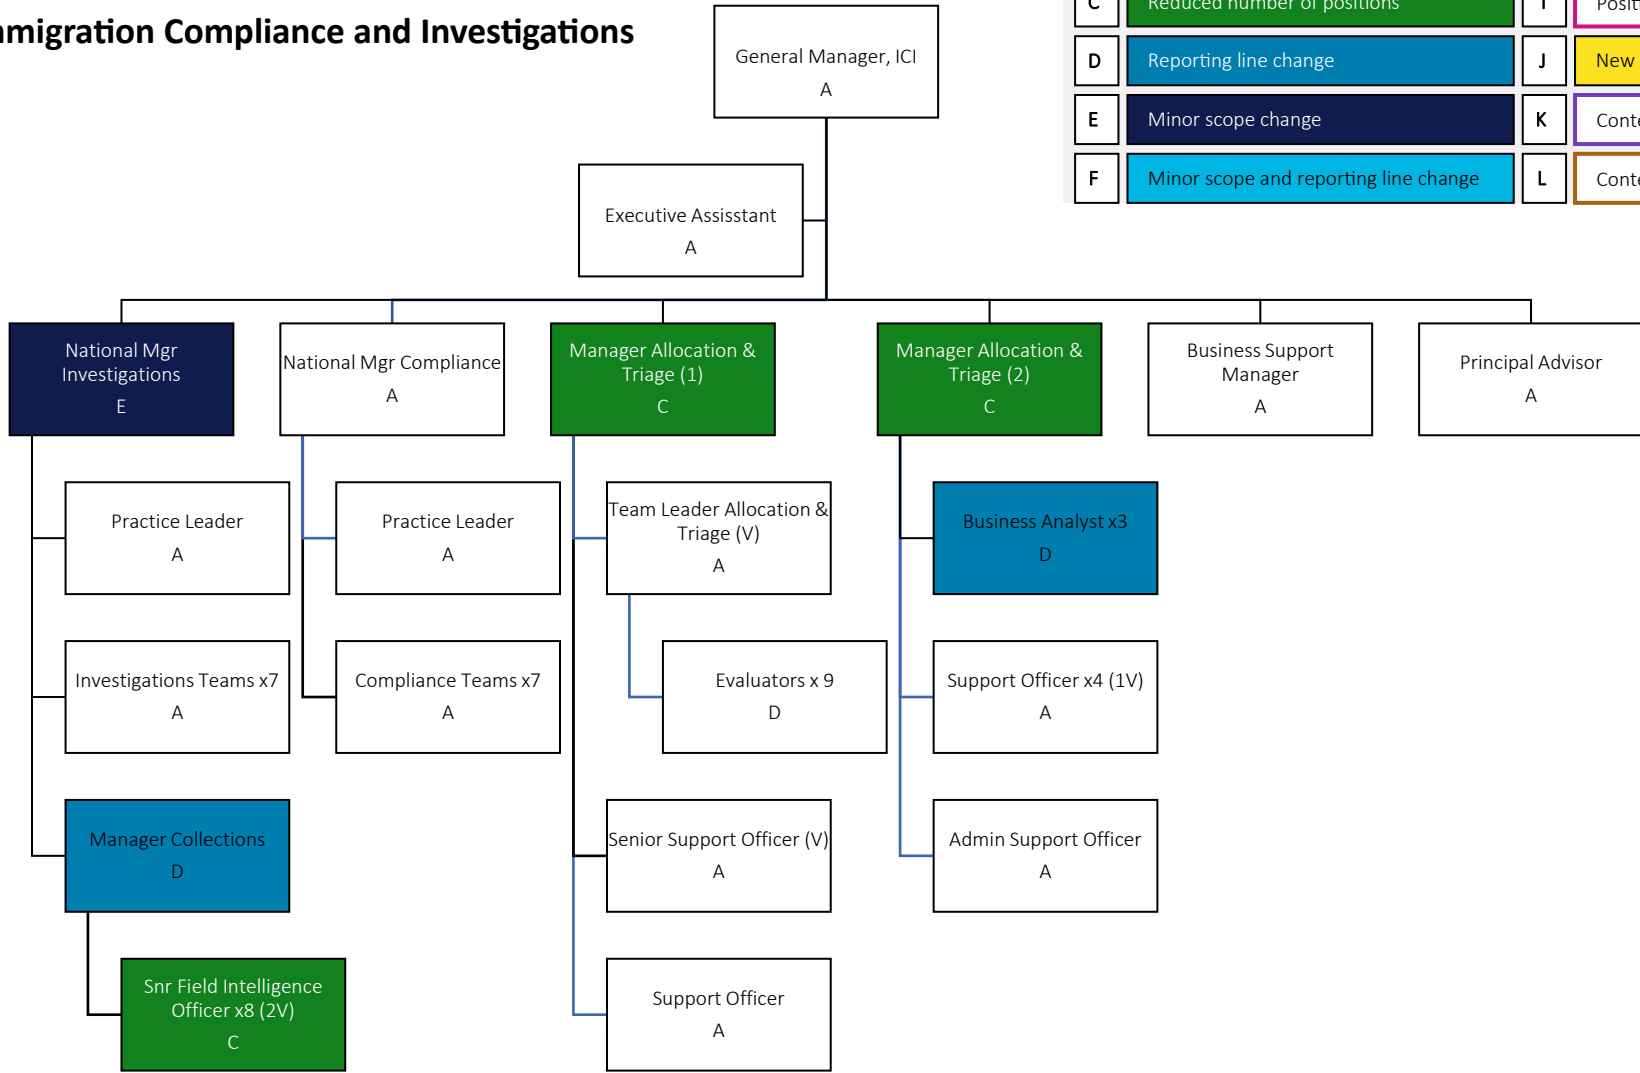 mmigration Compliance and Investigations
C Reduced number of positions I
D Reporting line change J New
E Minor scope change K
F Minor scope and reporting line change L
General Manager, ICI
A
Executive Assisstant
A
National Mgr
Investigations
E
National Mgr Compliance
A
Manager Allocation &
Triage (1)
C
Manager Allocation &
Triage (2)
C
Business Support
Manager
A
Principal Advisor
A
Practice Leader
A
Practice Leader
A
Team Leader Allocation &
Triage (V)
A
Business Analyst x3
D
Investigations Teams x7
A
Compliance Teams x7
A
Evaluators x 9
D
Support Officer x4 (1V)
A
Manager Collections
D
Senior Support Officer (V)
A
Admin Support Officer
A
Snr Field Intelligence
Officer x8 (2V)
C
Support Officer
A